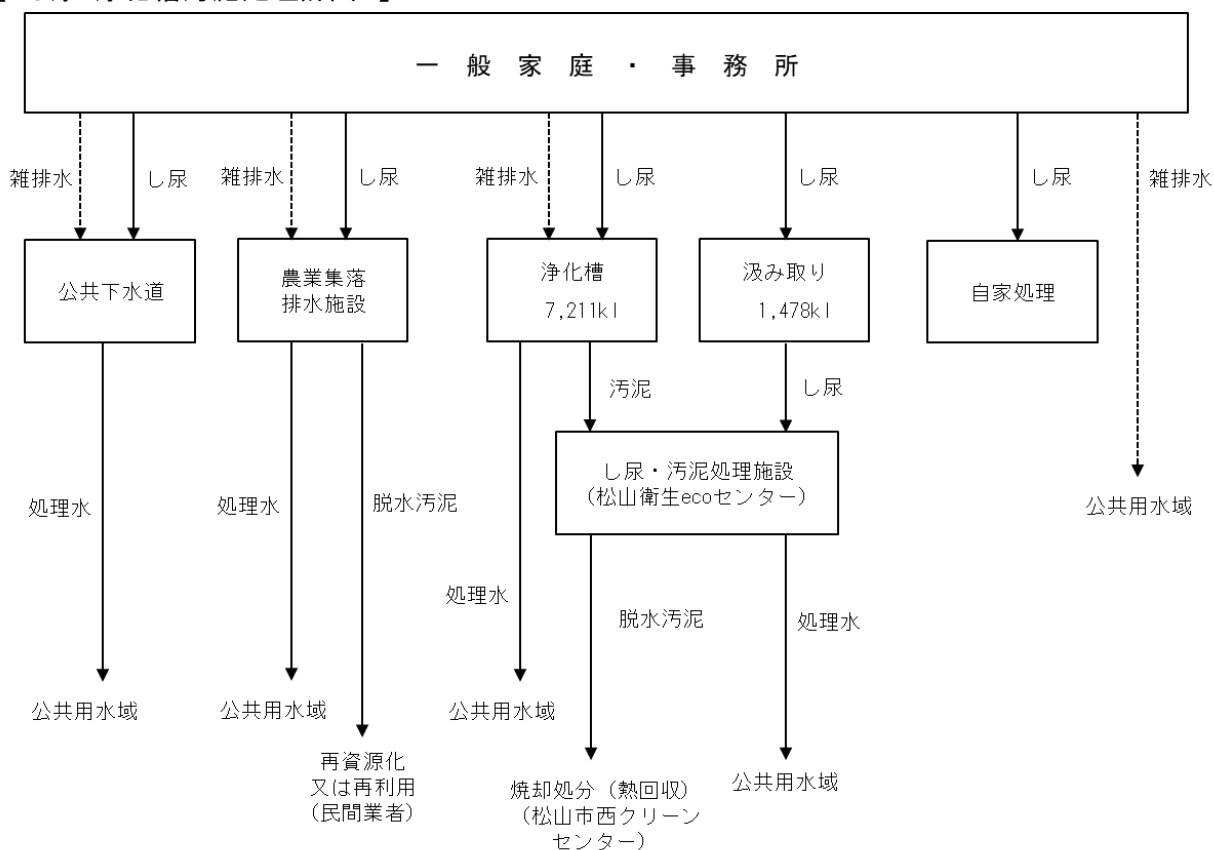 一般家庭・事務所
雑排水
し尿
雑排水
し尿
雑排水
し尿
し尿
し尿
雑排水
公共下水道
農業集落
排水施設
浄化槽
7,211kl
汲み取り
1,478kl
自家処理
汚泥
し尿
し尿・汚泥処理施設
(松山衛生ecoセンター)
処理水
処理水
脱水汚泥
公共用水域
処理水
脱水汚泥
処理水
公共用水域
公共用水域
公共用水域
再資源化
又は再利用
(民間業者)
焼却処分(熱回収)
(松山市西クリーン
センター)
公共用水域